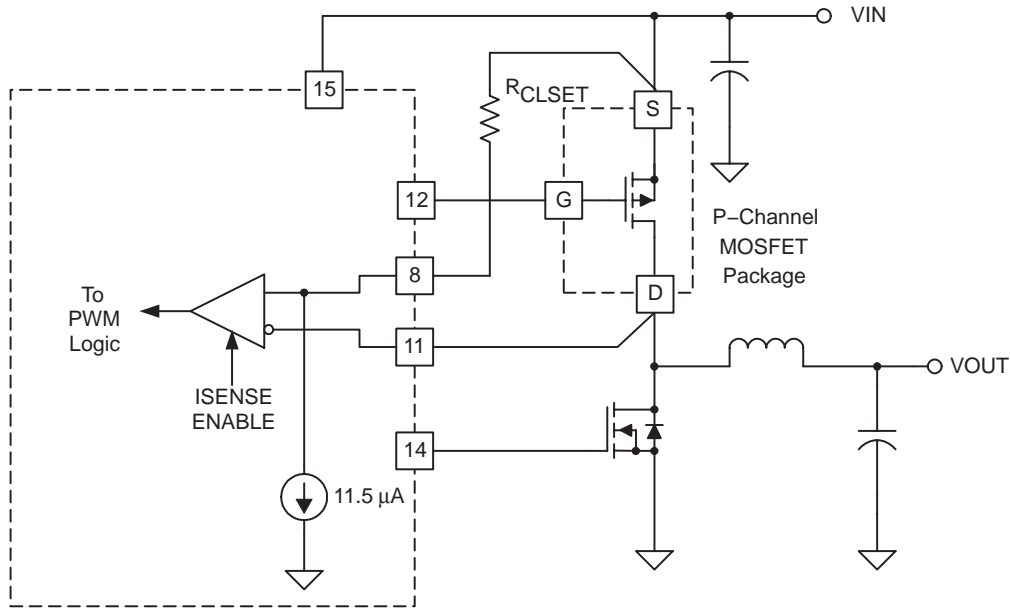 VIN
15
RCLSET
S
12
G
P−Channel
MOSFET
Package
8
D
To
PWM
Logic
11
ISENSE
ENABLE
VOUT
14
11.5 μA